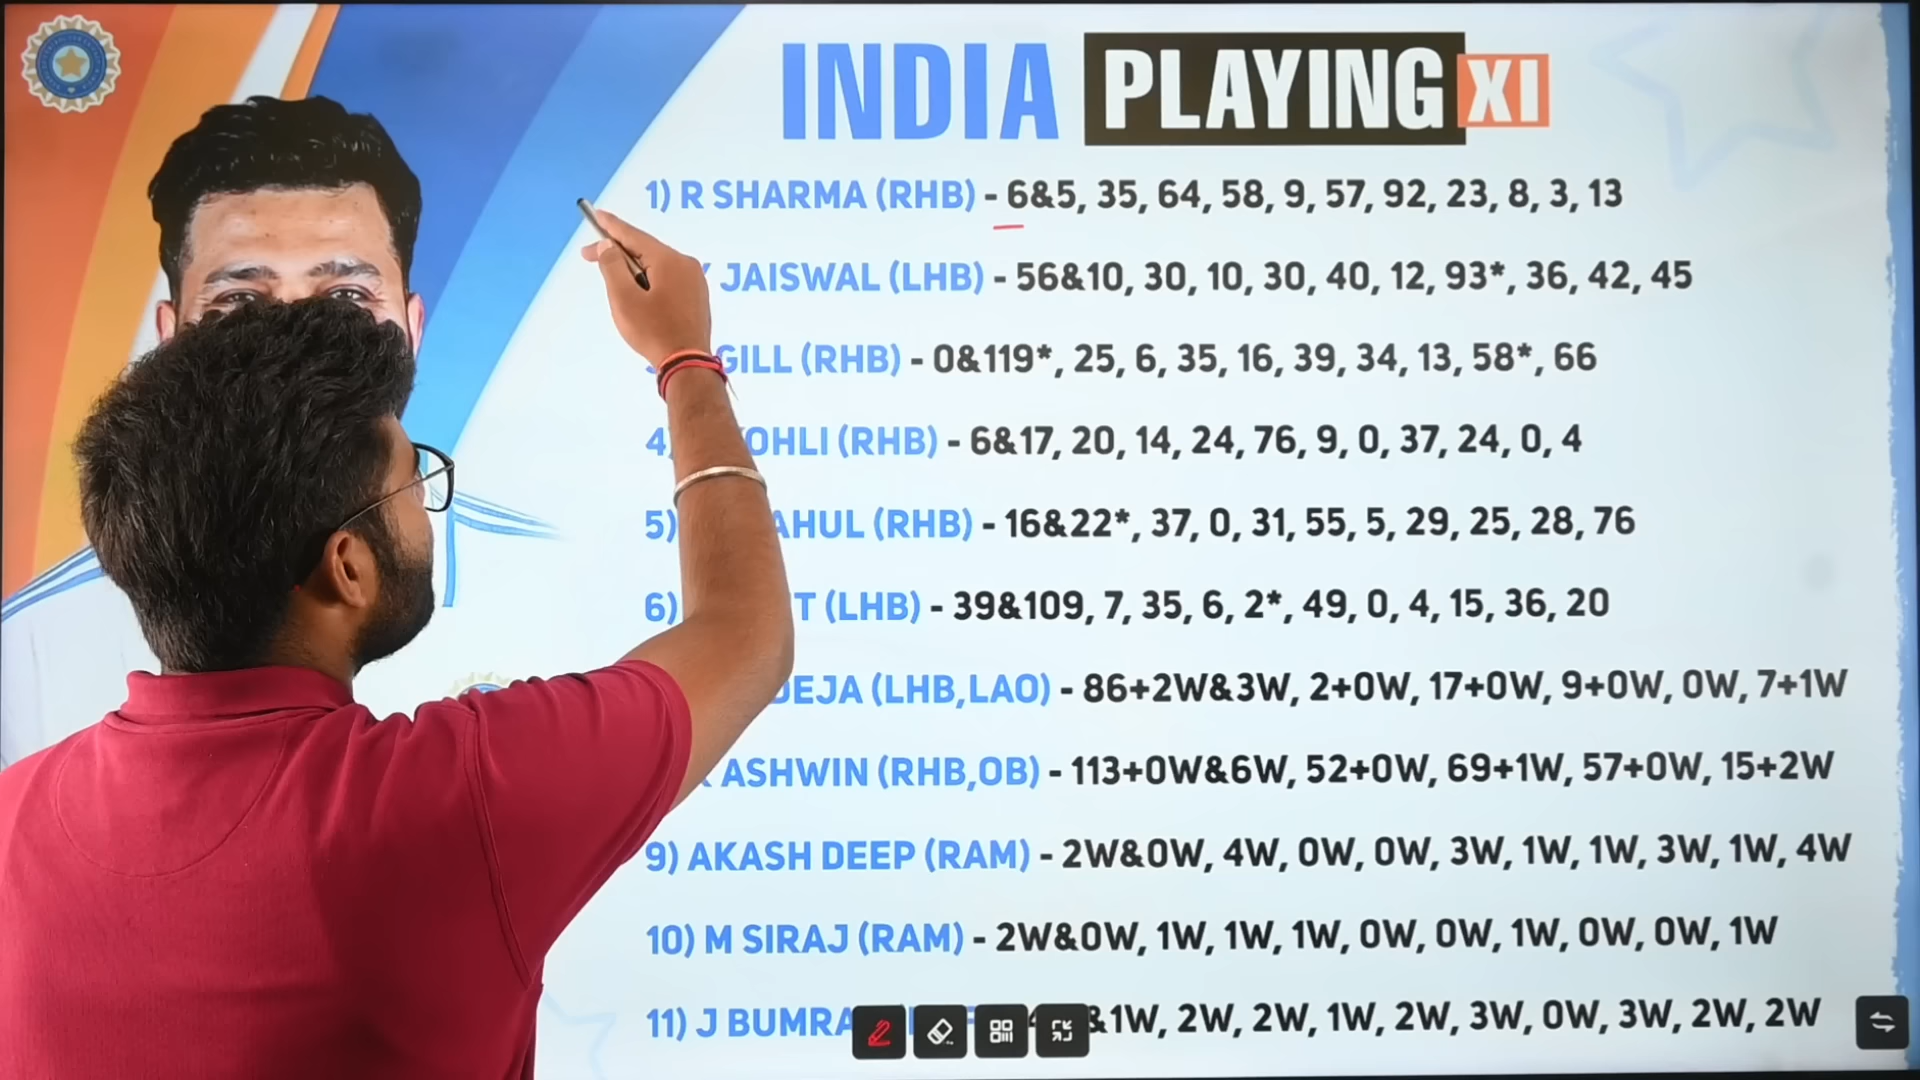 INDIA PLAYING XI
1) R SHARMA (RHB) - 6&5, 35, 64, 58, 9, 57, 92, 23, 8, 3, 13
JAISWAL (LHB) - 56&10, 30, 10, 30, 40, 12, 93*, 36, 42, 45
GILL (RHB) - 0&119*, 25, 6, 35, 16, 39, 34, 13, 58*, 66
4) OHLI (RHB) - 6&17, 20, 14, 24, 76, 9, 0, 37, 24, 0, 4
5) AHUL (RHB) - 16&22*, 37, 0, 31, 55, 5, 29, 25, 28, 76
6) T (LHB) - 39&109, 7, 35, 6, 2*, 49, 0, 4, 15, 36, 20
DEJA (LHB,LAO) - 86+2W&3W, 2+0W, 17+0W, 9+0W, 0W, 7+1W
ASHWIN (RHB,OB) - 113+0W&6W, 52+0W, 69+1W, 57+0W, 15+2W
9) AKASH DEEP (RAM) - 2W&0W, 4W, 0W, 0W, 3W, 1W, 1W, 3W, 1W, 4W
10) M SIRAJ (RAM) - 2W&0W, 1W, 1W, 1W, 0W, 0W, 1W, 0W, 0W, 1W
11) J BUMRA &1W, 2W, 2W, 1W, 2W, 3W, 0W, 3W, 2W, 2W